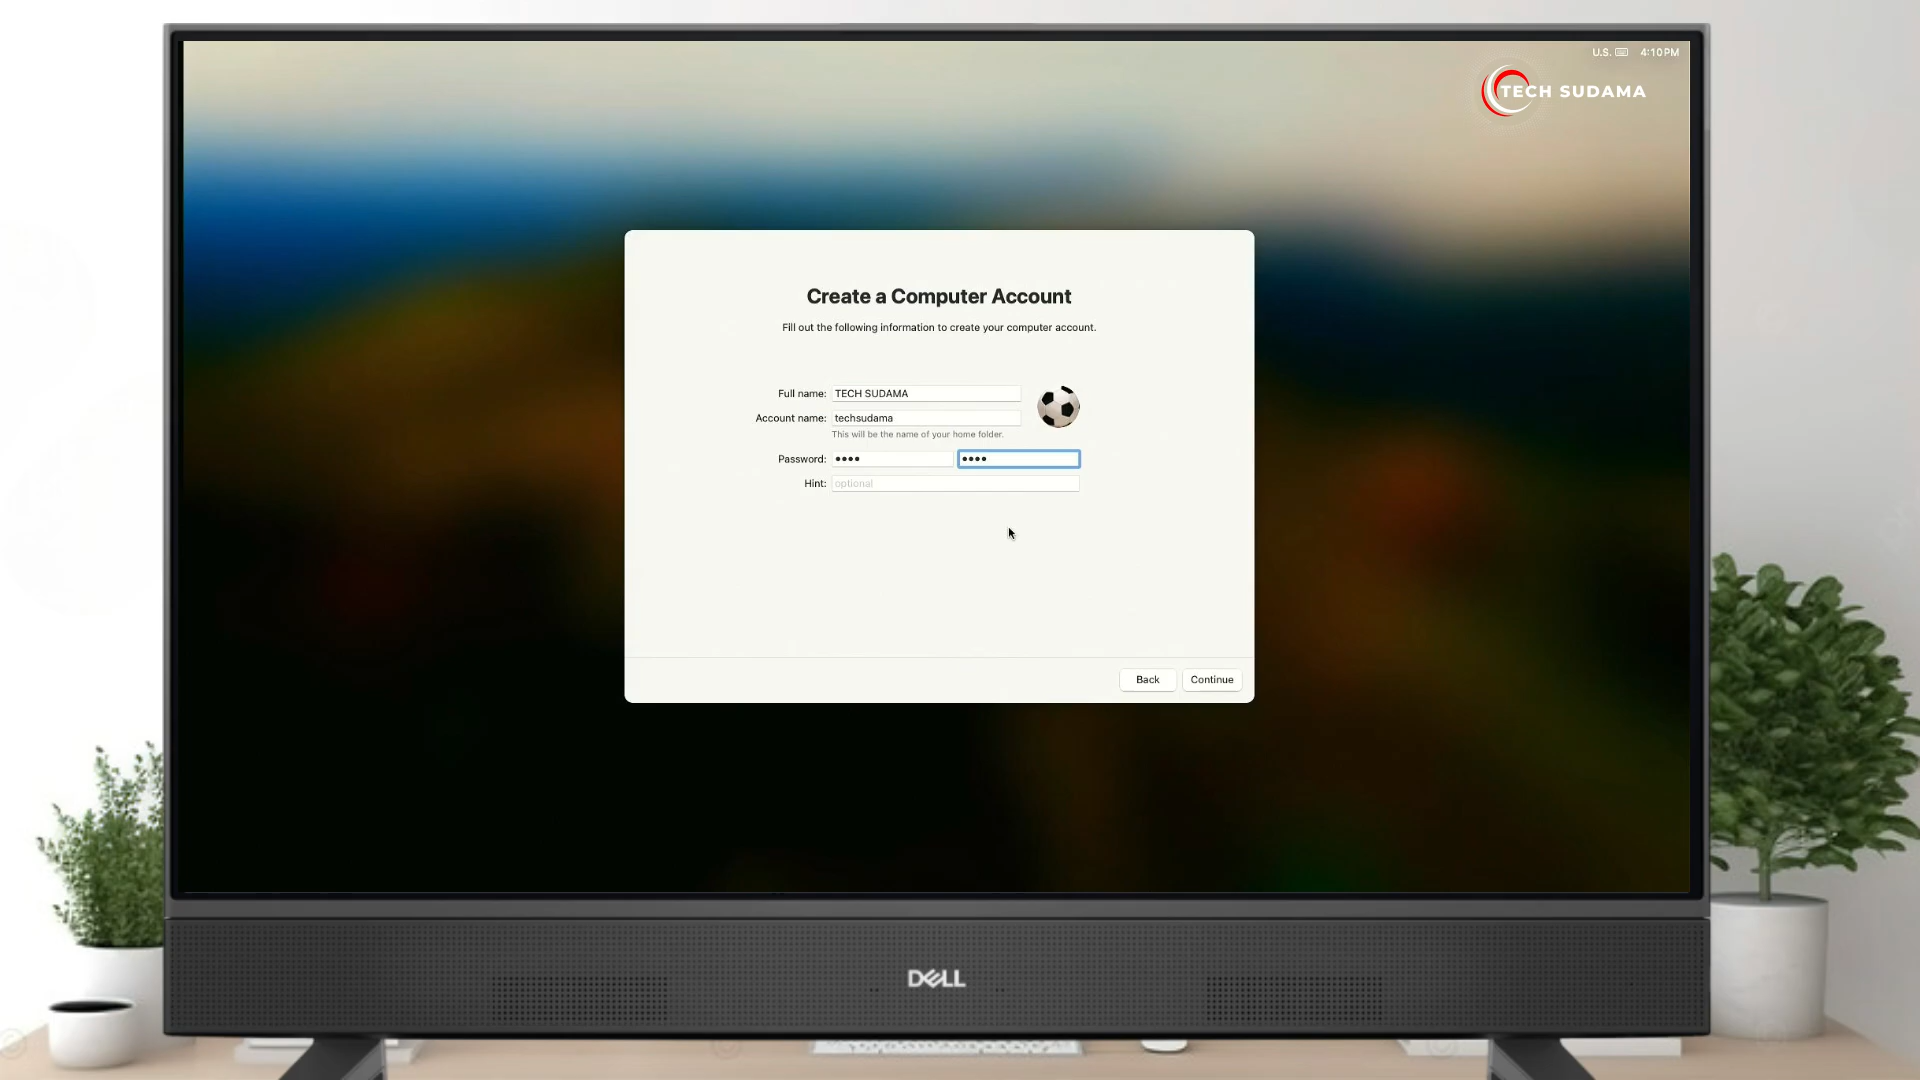 U.S. 4:10PM
TECH SUDAMA
Create a Computer Account
Fill out the following information to create your computer account.
Full name: TECH SUDAMA
Account name: techsudama
This will be the name of your home folder.
Password: •••• ••••
Hint: optional
Back Continue
DELL